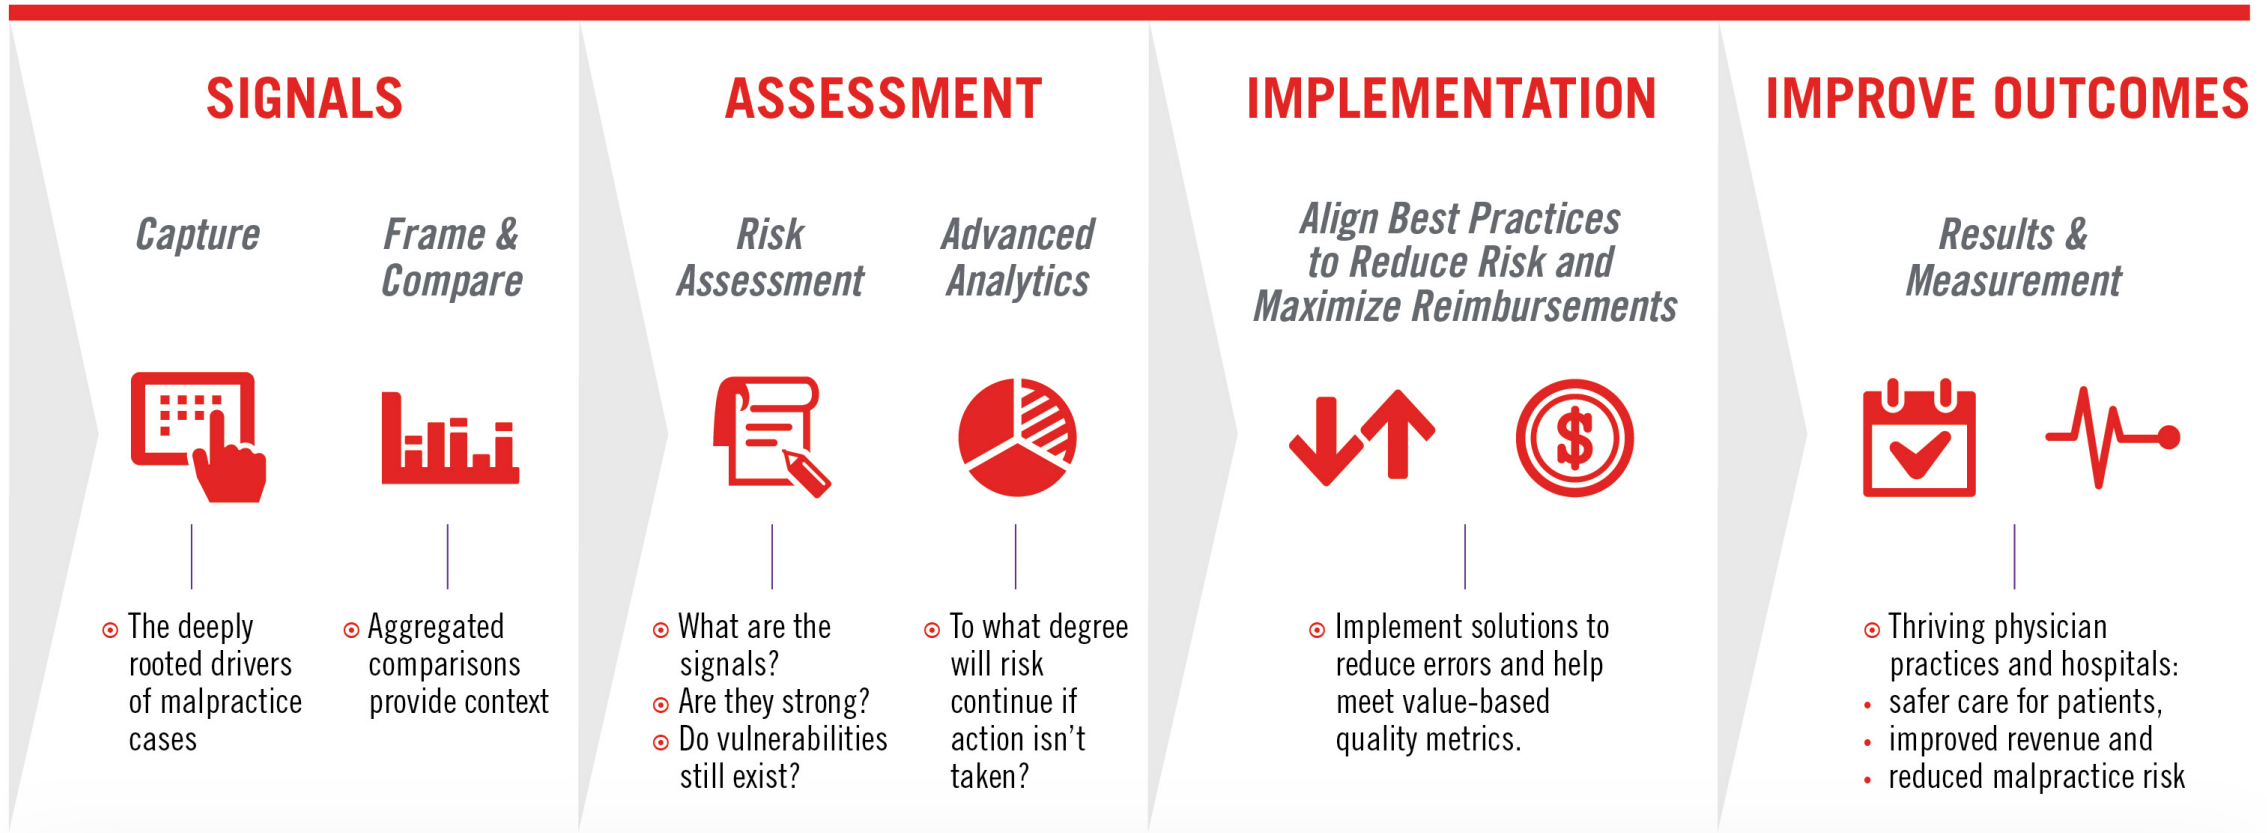 SIGNALS
Capture
Frame &
Compare
The deeply
rooted drivers
of malpractice
cases
Aggregated
comparisons
provide context
ASSESSMENT
Risk
Assessment
Advanced
Analytics
What are the
signals?
Are they strong?
Do vulnerabilities
still exist?
To what degree
will risk
continue if
action isn't
taken?
IMPLEMENTATION
Align Best Practices
to Reduce Risk and
Maximize Reimbursements
$
Implement solutions to
reduce errors and help
meet value-based
quality metrics.
IMPROVE OUTCOMES
Results &
Measurement
Thriving physician
practices and hospitals:
• safer care for patients,
• improved revenue and
• reduced malpractice risk